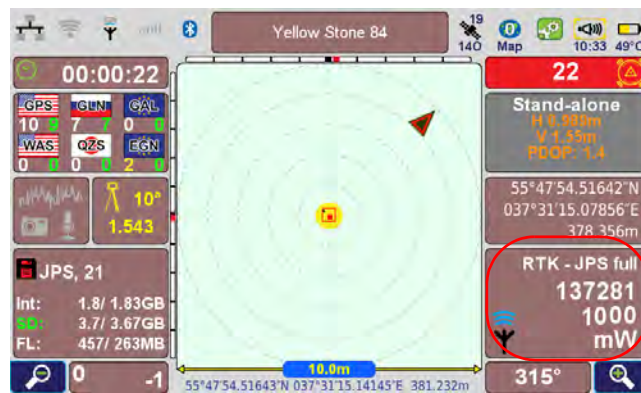 Yellow Stone 84
19
140
Map
10:33 49°C
00:00:22
22
GPS GLN GAL
10 9 7 7 0 0
WAS QZS EGN
0 0 0 0 2 0
10°
1.543
Stand-alone
H 0.999m
V 1.55m
PDOP: 1.4
55°47'54.51642"N
037°31'15.07856"E
378.356m
JPS, 21
Int: 1.8/ 1.83GB
SD: 3.7/ 3.67GB
FL: 457/ 263MB
RTK - JPS full
137281
1000
mW
0 -1
10.0m
55°47'54.51643"N 037°31'15.14145"E 381.232m
315°